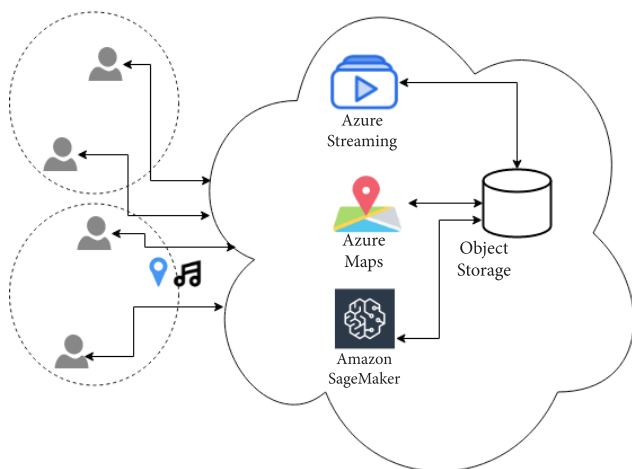 Azure
Streaming
Azure
Maps
Object
Storage
Amazon
SageMaker